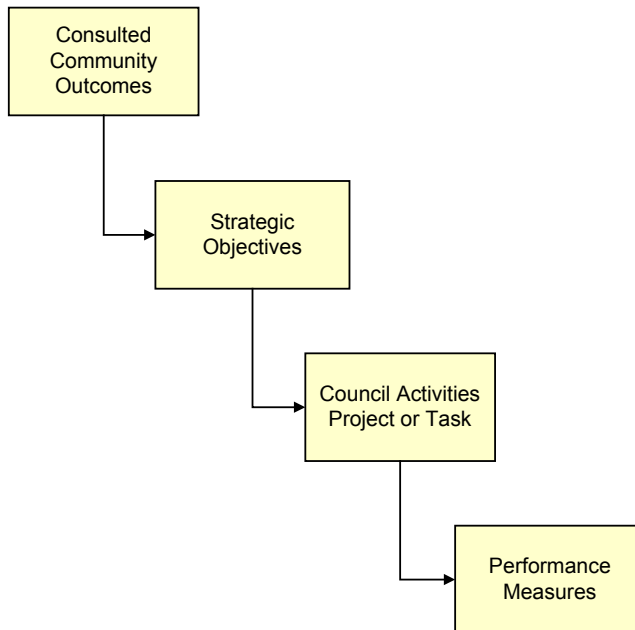 Consulted
Community
Outcomes
Strategic
Objectives
Council Activities
Project or Task
Performance
Measures